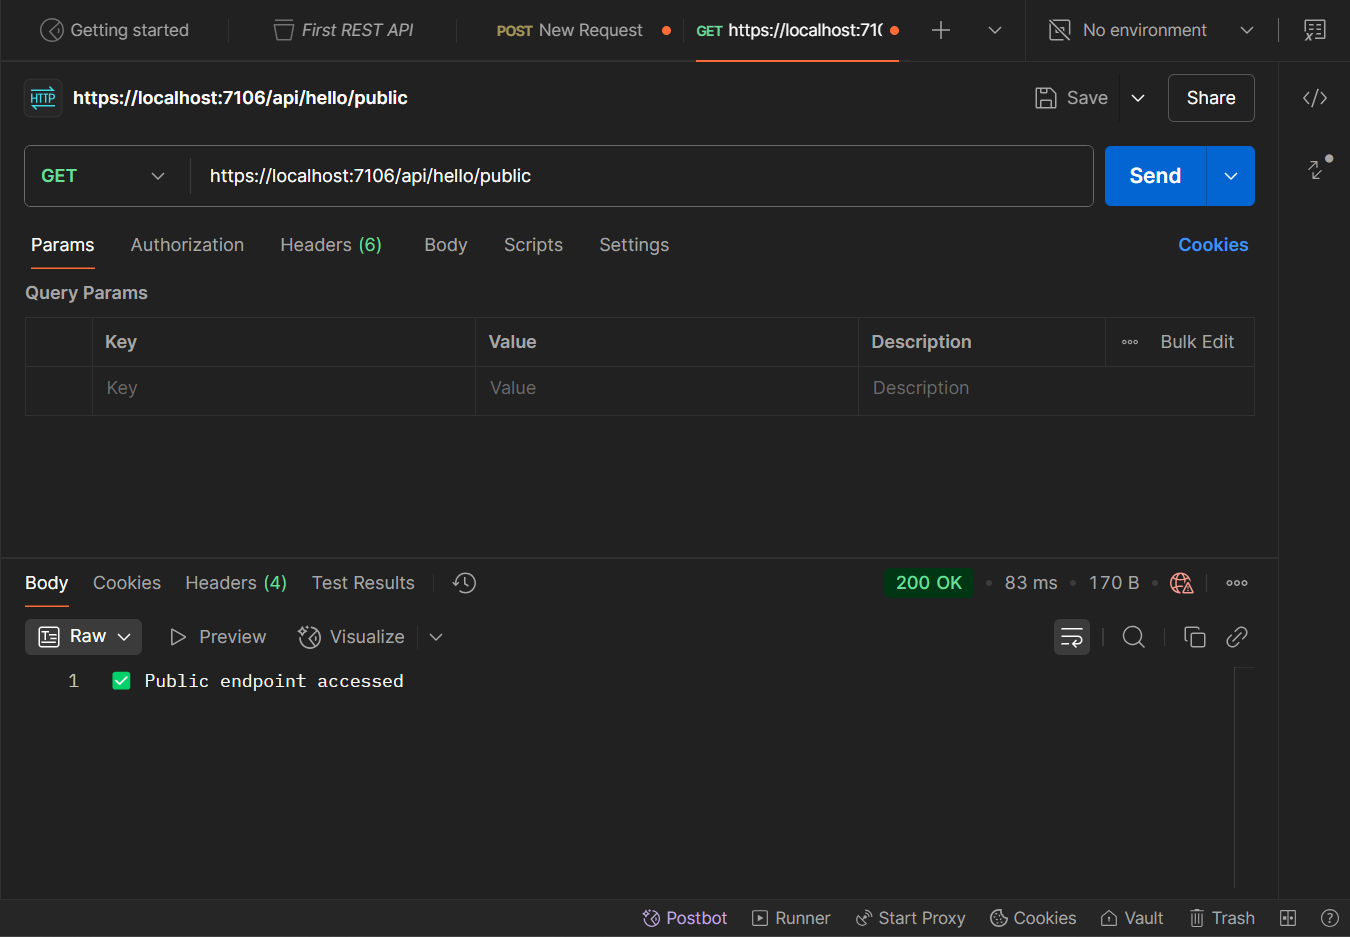 Getting started
First REST API
POST New Request
GET https://localhost:710
No environment
HTTP https://localhost:7106/api/hello/public
Save
Share
GET
https://localhost:7106/api/hello/public
Send
Params Authorization Headers (6) Body Scripts Settings Cookies
Query Params
Key Value Description Bulk Edit
Key Value Description
Body Cookies Headers (4) Test Results 200 OK • 83 ms • 170 B
Raw Preview Visualize
1 ✅ Public endpoint accessed
Postbot Runner Start Proxy Cookies Vault Trash